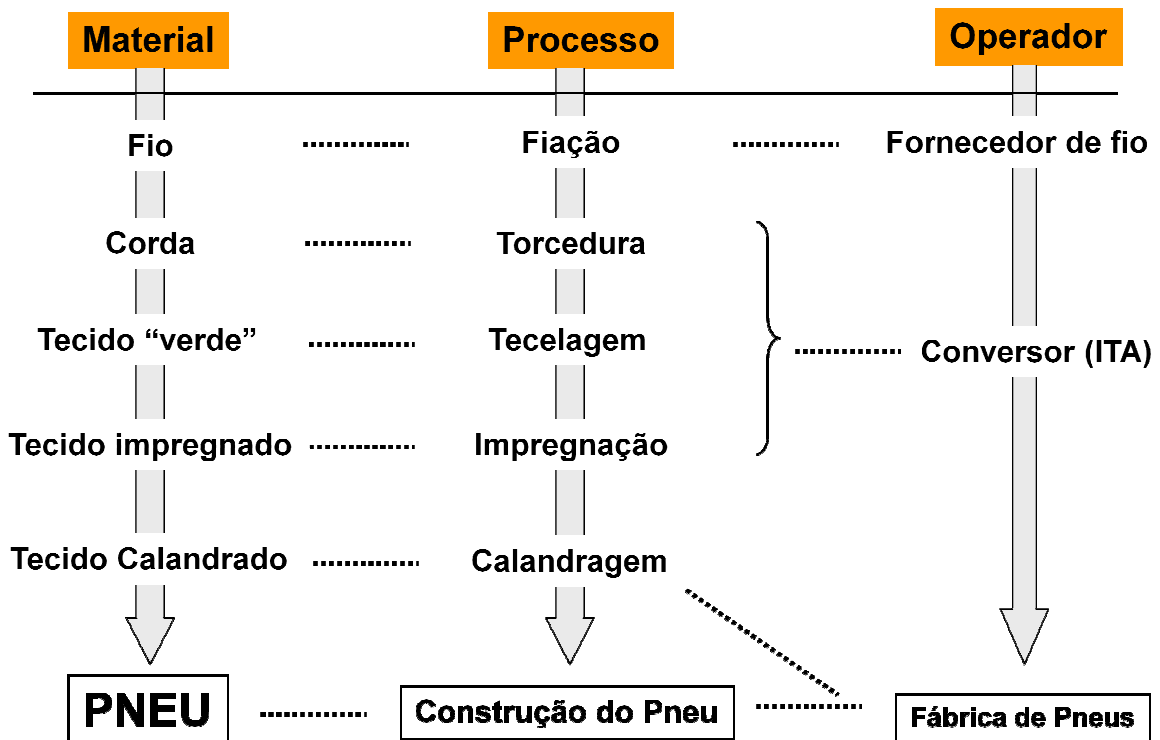 Material Processo Operador
Fio Fiação Fornecedor de fio
Corda Torcedura
Tecido “verde” Tecelagem Conversor (ITA)
Tecido impregnado Impregnação
Tecido Calandrado Calandragem
PNEU Construção do Pneu Fábrica de Pneus